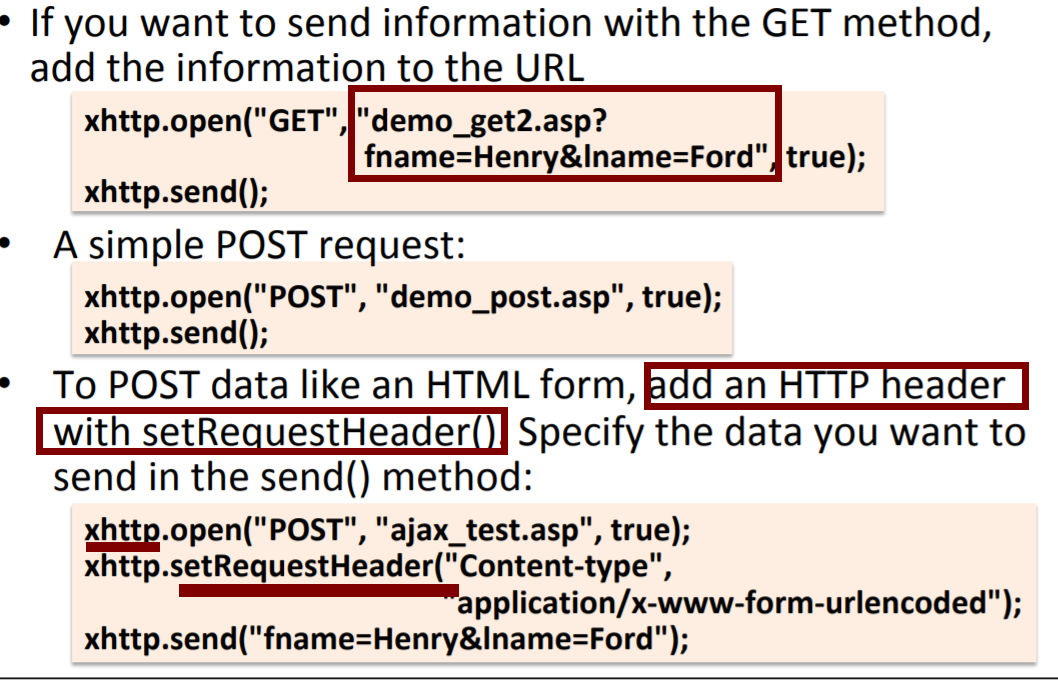 • If you want to send information with the GET method,
add the information to the URL
xhttp.open("GET", "demo_get2.asp?
fname=Henry&lname=Ford", true);
xhttp.send();
• A simple POST request:
xhttp.open("POST", "demo_post.asp", true);
xhttp.send();
• To POST data like an HTML form, add an HTTP header
with setRequestHeader(). Specify the data you want to
send in the send() method:
xhttp.open("POST", "ajax_test.asp", true);
xhttp.setRequestHeader("Content-type",
"application/x-www-form-urlencoded");
xhttp.send("fname=Henry&lname=Ford");